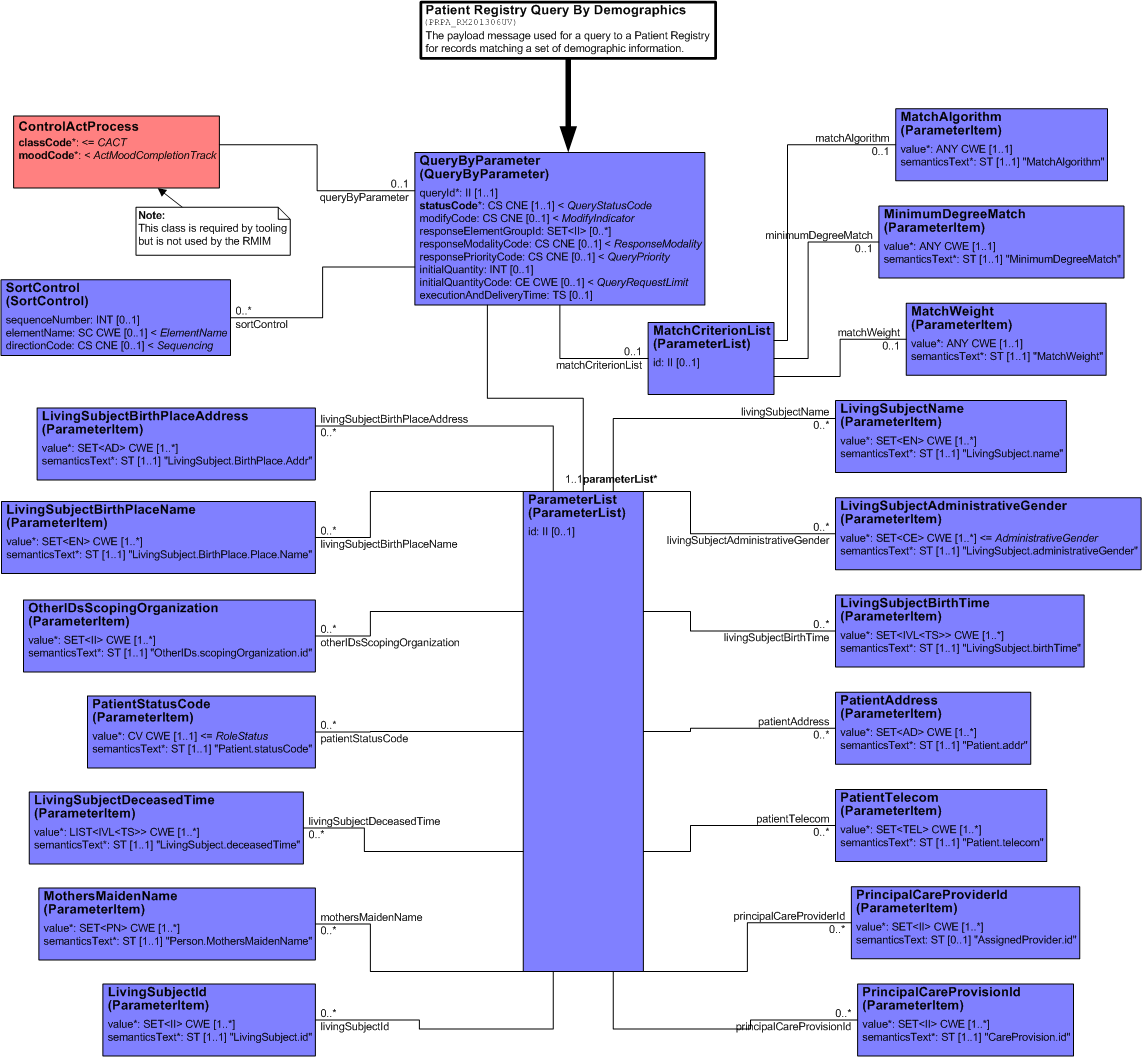 Patient Registry Query By Demographics
(PRPA_RM201306UV)
The payload message used for a query to a Patient Registry
for records matching a set of demographic information.
ControlActProcess
classCode*: <= CACT
moodCode*: < ActMoodCompletionTrack
Note:
This class is required by tooling
but is not used by the RMIM
0..1
queryByParameter
QueryByParameter
(QueryByParameter)
queryId*: II [1..1]
statusCode*: CS CNE [1..1] < QueryStatusCode
modifyCode: CS CNE [0..1] < ModifyIndicator
responseElementGroupId: SET<II> [0..*]
responseModalityCode: CS CNE [0..1] < ResponseModality
responsePriorityCode: CS CNE [0..1] < QueryPriority
initialQuantity: INT [0..1]
initialQuantityCode: CE CWE [0..1] < QueryRequestLimit
executionAndDeliveryTime: TS [0..1]
matchAlgorithm
0..1
MatchAlgorithm
(ParameterItem)
value*: ANY CWE [1..1]
semanticsText*: ST [1..1] "MatchAlgorithm"
minimumDegreeMatch
0..1
MinimumDegreeMatch
(ParameterItem)
value*: ANY CWE [1..1]
semanticsText*: ST [1..1] "MinimumDegreeMatch"
SortControl
(SortControl)
sequenceNumber: INT [0..1]
elementName: SC CWE [0..1] < ElementName
directionCode: CS CNE [0..1] < Sequencing
0..*
sortControl
0..1
matchCriterionList
MatchCriterionList
(ParameterList)
id: II [0..1]
matchWeight
0..1
MatchWeight
(ParameterItem)
value*: ANY CWE [1..1]
semanticsText*: ST [1..1] "MatchWeight"
LivingSubjectBirthPlaceAddress
(ParameterItem)
value*: SET<AD> CWE [1..*]
semanticsText*: ST [1..1] "LivingSubject.BirthPlace.Addr"
livingSubjectBirthPlaceAddress
0..*
livingSubjectName
0..*
LivingSubjectName
(ParameterItem)
value*: SET<EN> CWE [1..*]
semanticsText*: ST [1..1] "LivingSubject.name"
1..1 parameterList*
ParameterList
(ParameterList)
id: II [0..1]
LivingSubjectBirthPlaceName
(ParameterItem)
value*: SET<EN> CWE [1..*]
semanticsText*: ST [1..1] "LivingSubject.BirthPlace.Place.Name"
0..*
livingSubjectBirthPlaceName
0..*
livingSubjectAdministrativeGender
LivingSubjectAdministrativeGender
(ParameterItem)
value*: SET<CE> CWE [1..*] <= AdministrativeGender
semanticsText*: ST [1..1] "LivingSubject.administrativeGender"
OtherIDsScopingOrganization
(ParameterItem)
value*: SET<II> CWE [1..*]
semanticsText*: ST [1..1] "OtherIDs.scopingOrganization.id"
0..*
otherIDsScopingOrganization
0..*
livingSubjectBirthTime
LivingSubjectBirthTime
(ParameterItem)
value*: SET<IVL<TS>> CWE [1..*]
semanticsText*: ST [1..1] "LivingSubject.birthTime"
PatientStatusCode
(ParameterItem)
value*: CV CWE [1..1] <= RoleStatus
semanticsText*: ST [1..1] "Patient.statusCode"
0..*
patientStatusCode
patientAddress
0..*
PatientAddress
(ParameterItem)
value*: SET<AD> CWE [1..*]
semanticsText*: ST [1..1] "Patient.addr"
LivingSubjectDeceasedTime
(ParameterItem)
value*: LIST<IVL<TS>> CWE [1..*]
semanticsText*: ST [1..1] "LivingSubject.deceasedTime"
livingSubjectDeceasedTime
0..*
patientTelecom
0..*
PatientTelecom
(ParameterItem)
value*: SET<TEL> CWE [1..*]
semanticsText*: ST [1..1] "Patient.telecom"
MothersMaidenName
(ParameterItem)
value*: SET<PN> CWE [1..*]
semanticsText*: ST [1..1] "Person.MothersMaidenName"
mothersMaidenName
0..*
principalCareProviderId
0..*
PrincipalCareProviderId
(ParameterItem)
value*: SET<II> CWE [1..*]
semanticsText: ST [0..1] "AssignedProvider.id"
LivingSubjectId
(ParameterItem)
value*: SET<II> CWE [1..*]
semanticsText*: ST [1..1] "LivingSubject.id"
0..*
livingSubjectId
0..*
principalCareProvisionId
PrincipalCareProvisionId
(ParameterItem)
value*: SET<II> CWE [1..*]
semanticsText*: ST [1..1] "CareProvision.id"